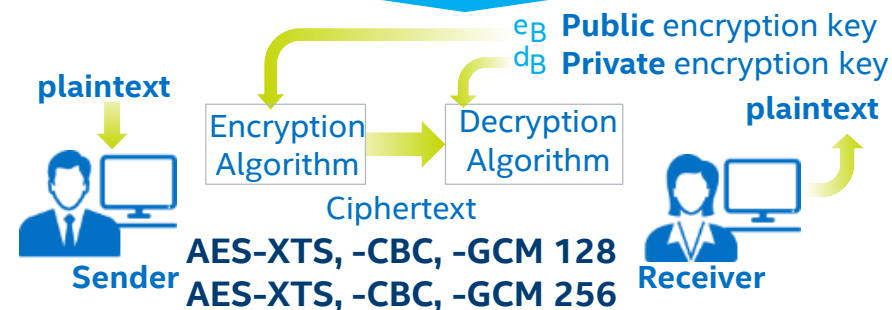 eB Public encryption key
dB Private encryption key
plaintext
plaintext
Encryption
Algorithm
Decryption
Algorithm
Ciphertext
AES-XTS, -CBC, -GCM 128
AES-XTS, -CBC, -GCM 256
Sender
Receiver